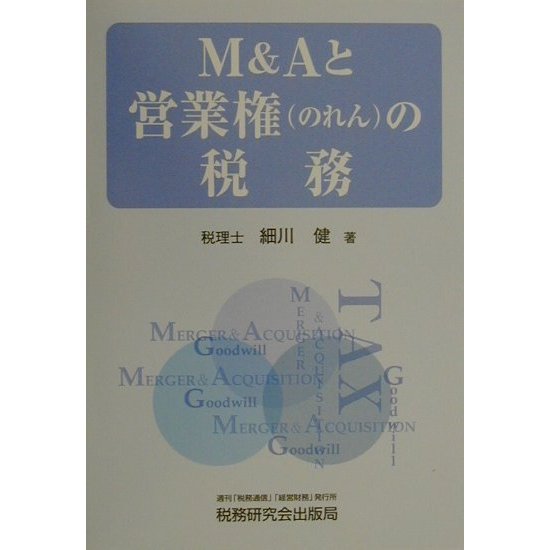 M&Aと
営業権(のれん)の
税 務
税理士 細川 健 著
TAX
MERGER
& ACQUISITION
MERGER & ACQUISITION
Goodwill
MERGER & ACQUISITION
Goodwill
Goodwill
MERGER & ACQUISITION
Goodwill
週刊「税務通信」「経営財務」発行所
税務研究会出版局